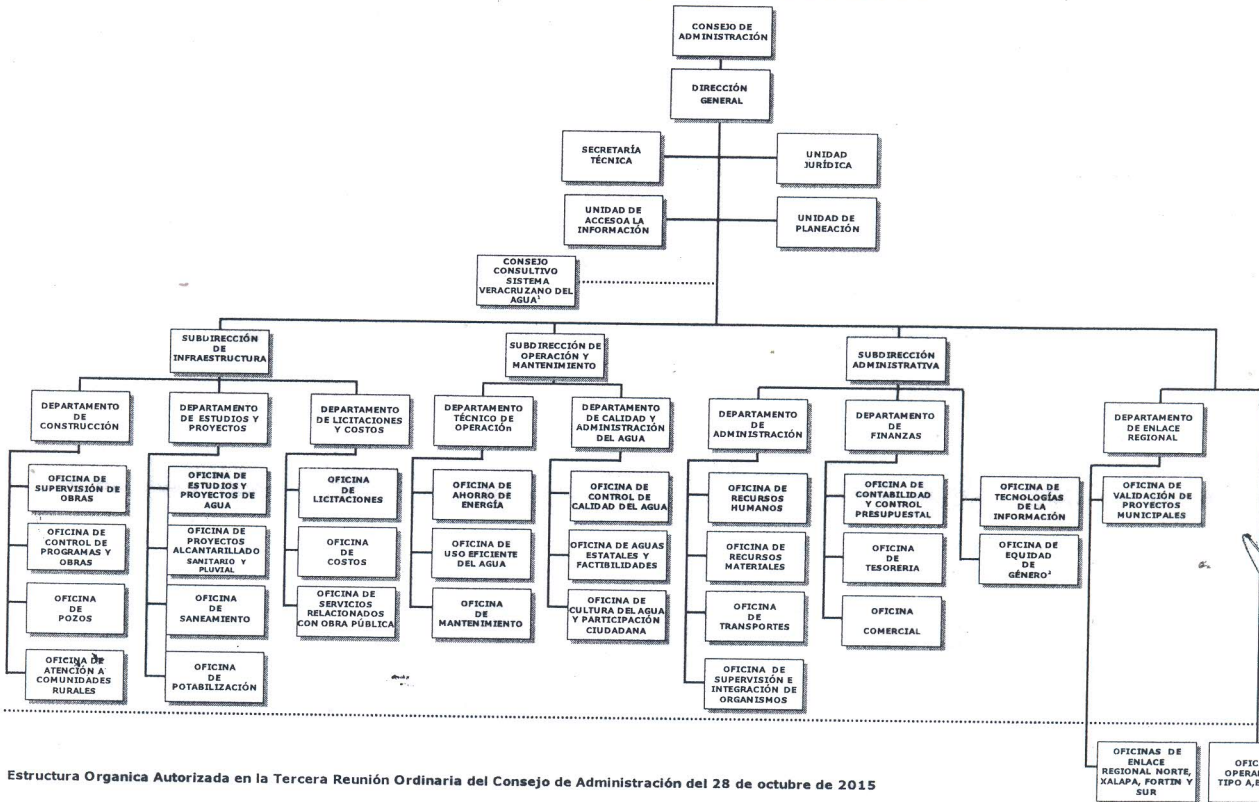 CONSEJO DE
ADMINISTRACIÓN
DIRECCIÓN
GENERAL
SECRETARÍA
TÉCNICA
UNIDAD
JURÍDICA
UNIDAD DE
ACCESOA LA
INFORMACIÓN
UNIDAD DE
PLANEACIÓN
CONSEJO
CONSULTIVO
SISTEMA
VERACRUZANO DEL
AGUA¹
SUBDIRECCIÓN
DE
INFRAESTRUCTURA
SUBDIRECCIÓN DE
OPERACIÓN Y
MANTENIMIENTO
SUBDIRECCIÓN
ADMINISTRATIVA
DEPARTAMENTO
DE
CONSTRUCCIÓN
DEPARTAMENTO
DE ESTUDIOS Y
PROYECTOS
DEPARTAMENTO
DE LICITACIONES
Y COSTOS
DEPARTAMENTO
TÉCNICO DE
OPERACIÓn
DEPARTAMENTO
DE CALIDAD Y
ADMINISTRACIÓN
DEL AGUA
DEPARTAMENTO
DE
ADMINISTRACIÓN
DEPARTAMENTO
DE
FINANZAS
DEPARTAMENTO
DE ENLACE
REGIONAL
OFICINA DE
SUPERVISIÓN DE
OBRAS
OFICINA DE
ESTUDIOS Y
PROYECTOS DE
AGUA
OFICINA
DE
LICITACIONES
OFICINA DE
AHORRO DE
ENERGÍA
OFICINA DE
CONTROL DE
CALIDAD DEL AGUA
OFICINA DE
RECURSOS
HUMANOS
OFICINA DE
CONTABILIDAD
Y CONTROL
PRESUPUESTAL
OFICINA DE
TECNOLOGÍAS
DE LA
INFORMACIÓN
OFICINA DE
VALIDACIÓN DE
PROYECTOS
MUNICIPALES
OFICINA DE
CONTROL DE
PROGRAMAS Y
OBRAS
OFICINA DE
PROYECTOS
ALCANTARILLADO
SANITARIO Y
PLUVIAL
OFICINA
DE
COSTOS
OFICINA DE
USO EFICIENTE
DEL AGUA
OFICINA DE AGUAS
ESTATALES Y
FACTIBILIDADES
OFICINA DE
RECURSOS
MATERIALES
OFICINA
DE
TESORERIA
OFICINA DE
EQUIDAD
DE
GÉNERO²
OFICINA
DE
POZOS
OFICINA
DE
SANEAMIENTO
OFICINA DE
SERVICIOS
RELACIONADOS
CON OBRA PÚBLICA
OFICINA
DE
MANTENIMIENTO
OFICINA DE
CULTURA DEL AGUA
Y PARTICIPACIÓN
CIUDADANA
OFICINA
DE
TRANSPORTES
OFICINA
COMERCIAL
OFICINA DE
ATENCIÓN A
COMUNIDADES
RURALES
OFICINA
DE
POTABILIZACIÓN
OFICINA DE
SUPERVISIÓN E
INTEGRACIÓN DE
ORGANISMOS
OFICINAS DE
ENLACE
REGIONAL NORTE,
XALAPA, FORTIN Y
SUR
OFIC
OPERA
TIPO A,B
Estructura Organica Autorizada en la Tercera Reunión Ordinaria del Consejo de Administración del 28 de octubre de 2015